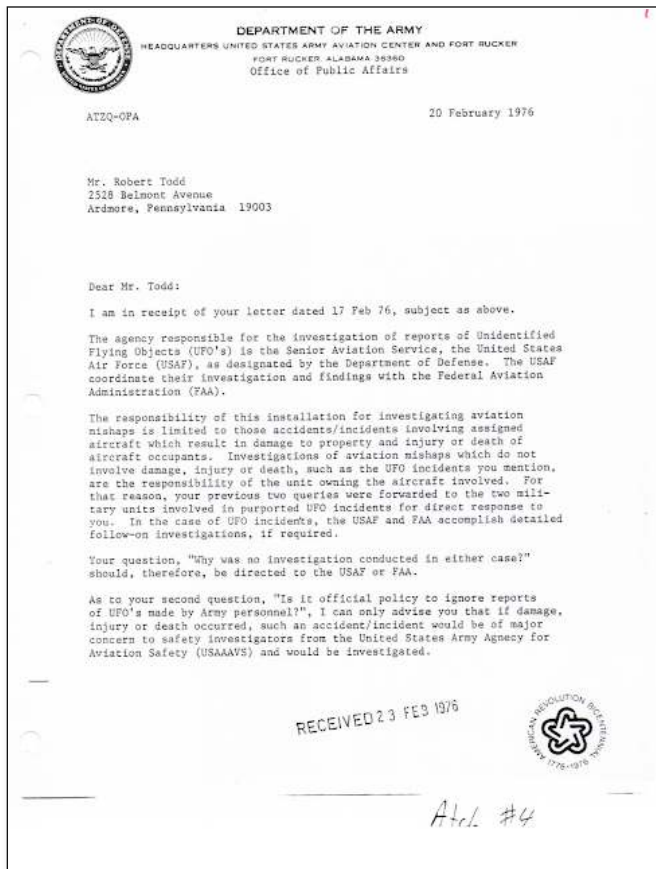 DEPARTMENT OF THE ARMY
HEADQUARTERS UNITED STATES ARMY AVIATION CENTER AND FORT RUCKER
FORT RUCKER, ALABAMA 36360
Office of Public Affairs
DEPARTMENT OF DEFENSE
UNITED STATES OF AMERICA
ATZQ-OPA
20 February 1976
Mr. Robert Todd
2528 Belmont Avenue
Ardmore, Pennsylvania 19003
Dear Mr. Todd:
I am in receipt of your letter dated 17 Feb 76, subject as above.
The agency responsible for the investigation of reports of Unidentified
Flying Objects (UFO's) is the Senior Aviation Service, the United States
Air Force (USAF), as designated by the Department of Defense. The USAF
coordinate their investigation and findings with the Federal Aviation
Administration (FAA).
The responsibility of this installation for investigating aviation
mishaps is limited to those accidents/incidents involving assigned
aircraft which result in damage to property and injury or death of
aircraft occupants. Investigations of aviation mishaps which do not
involve damage, injury or death, such as the UFO incidents you mention,
are the responsibility of the unit owning the aircraft involved. For
that reason, your previous two queries were forwarded to the two mili-
tary units involved in purported UFO incidents for direct response to
you. In the case of UFO incidents, the USAF and FAA accomplish detailed
follow-on investigations, if required.
Your question, "Why was no investigation conducted in either case?"
should, therefore, be directed to the USAF or FAA.
As to your second question, "Is it official policy to ignore reports
of UFO's made by Army personnel?", I can only advise you that if damage,
injury or death occurred, such an accident/incident would be of major
concern to safety investigators from the United States Army Agnecy for
Aviation Safety (USAAAVS) and would be investigated.
RECEIVED 23 FEB 1976
AMERICAN REVOLUTION BICENTENNIAL
1776-1976
Atch #4